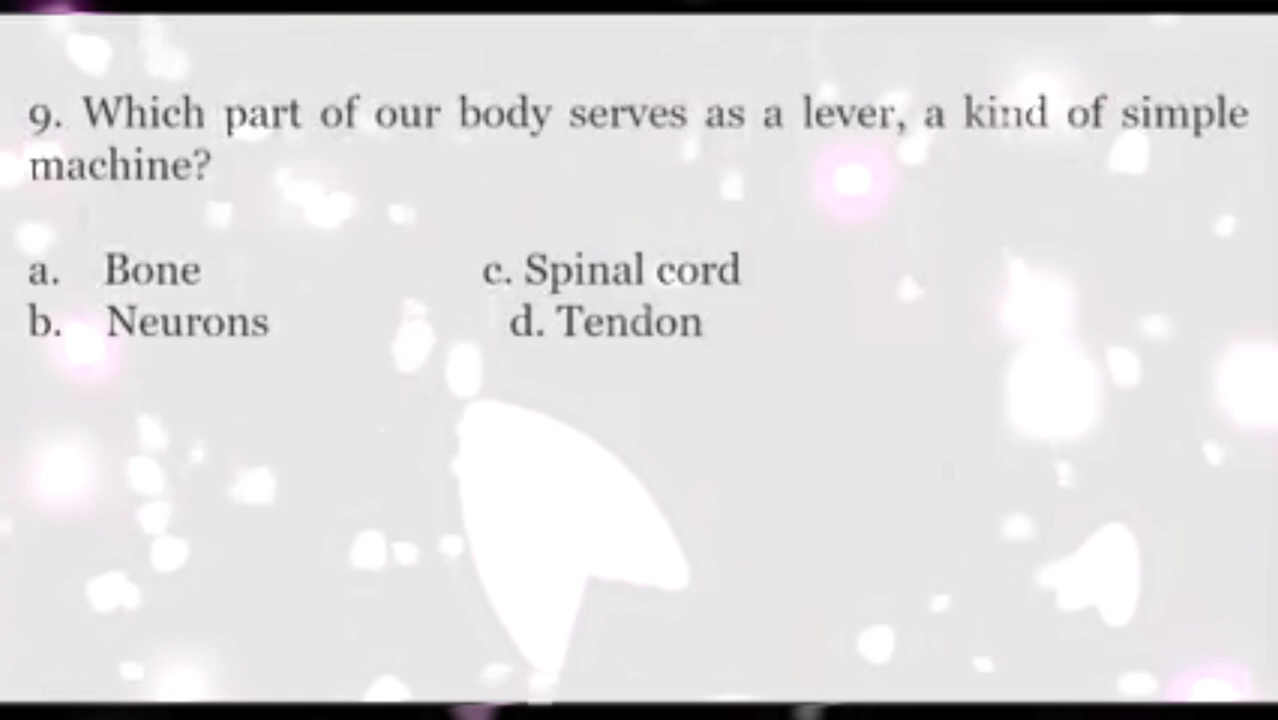 9. Which part of our body serves as a lever, a kind of simple
machine?
a. Bone c. Spinal cord
b. Neurons d. Tendon